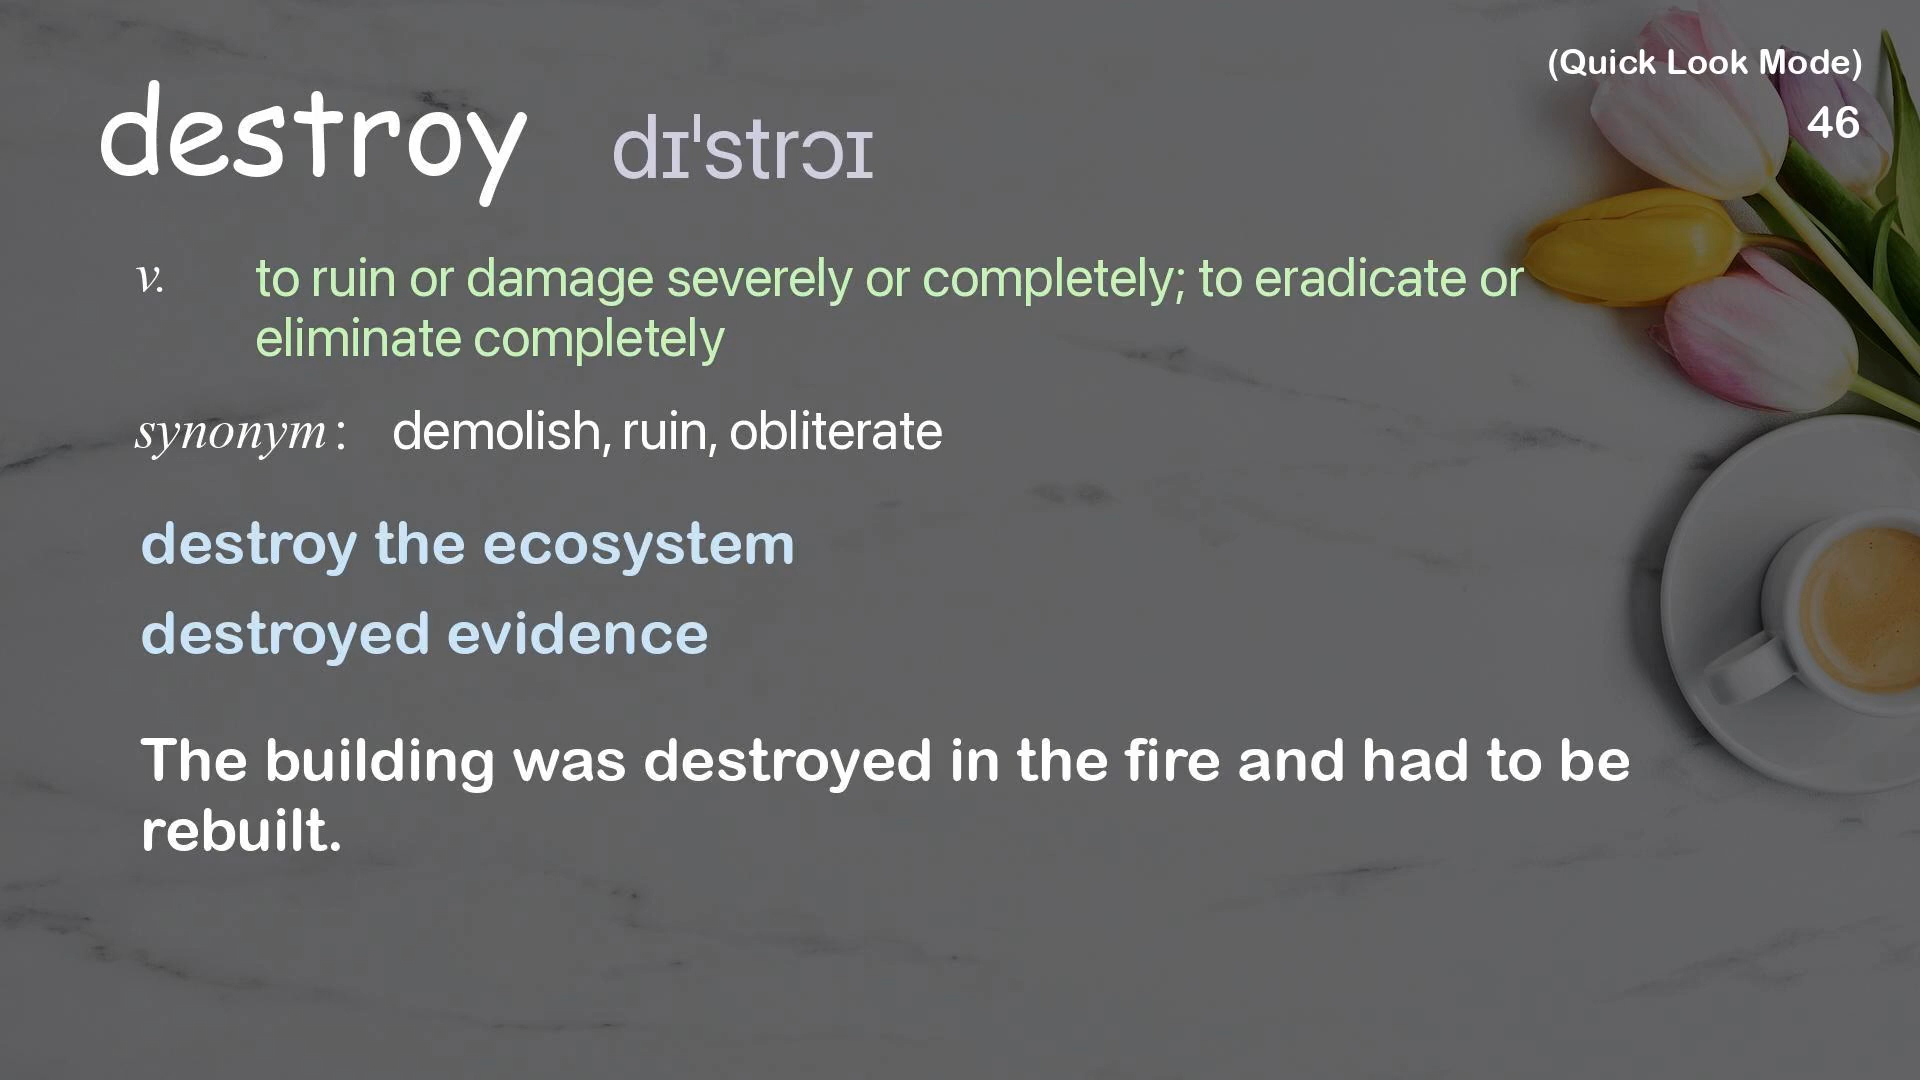 (Quick Look Mode)
46
destroy dɪˈstrɔɪ
v. to ruin or damage severely or completely; to eradicate or
eliminate completely
synonym : demolish, ruin, obliterate
destroy the ecosystem
destroyed evidence
The building was destroyed in the fire and had to be
rebuilt.